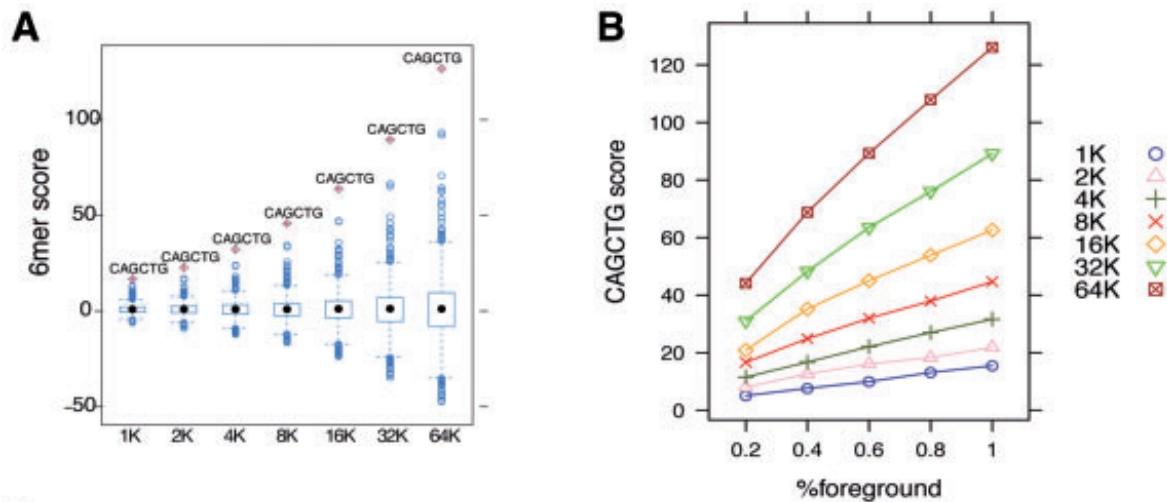 A
6mer score
100
50
0
-50
CAGCTG
CAGCTG
CAGCTG
CAGCTG
CAGCTG
CAGCTG
CAGCTG
1K 2K 4K 8K 16K 32K 64K
B
CAGCTG score
120
100
80
60
40
20
0
0.2 0.4 0.6 0.8 1
%foreground
1K
2K
4K
8K
16K
32K
64K